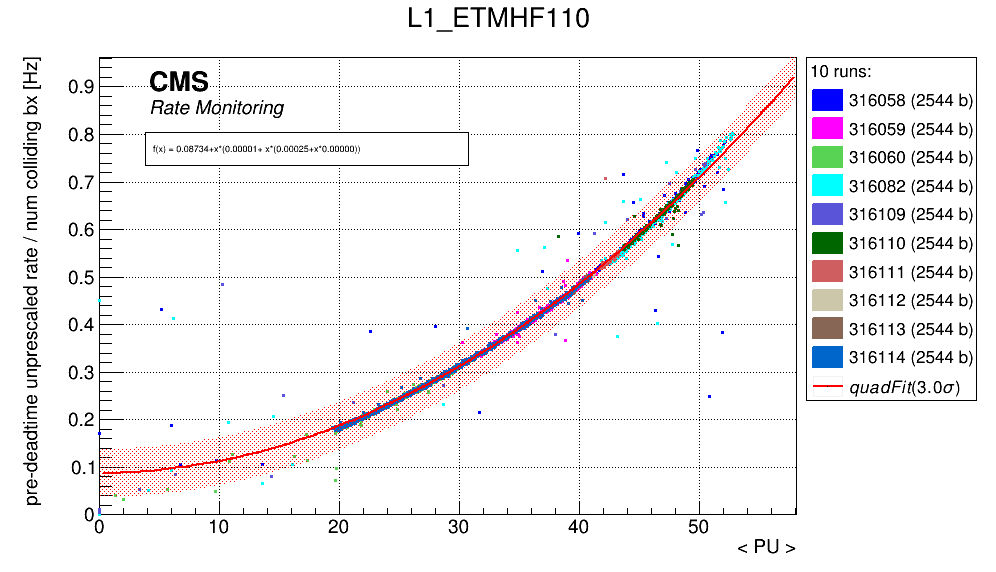 L1_ETMHF110
pre-deadtime unprescaled rate / num colliding bx [Hz]
CMS
Rate Monitoring
f(x) = 0.08734+x*(0.00001+ x*(0.00025+x*0.00000))
0.9
0.8
0.7
0.6
0.5
0.4
0.3
0.2
0.1
0
0 10 20 30 40 50
< PU >
10 runs:
316058 (2544 b)
316059 (2544 b)
316060 (2544 b)
316082 (2544 b)
316109 (2544 b)
316110 (2544 b)
316111 (2544 b)
316112 (2544 b)
316113 (2544 b)
316114 (2544 b)
quadFit(3.0σ)